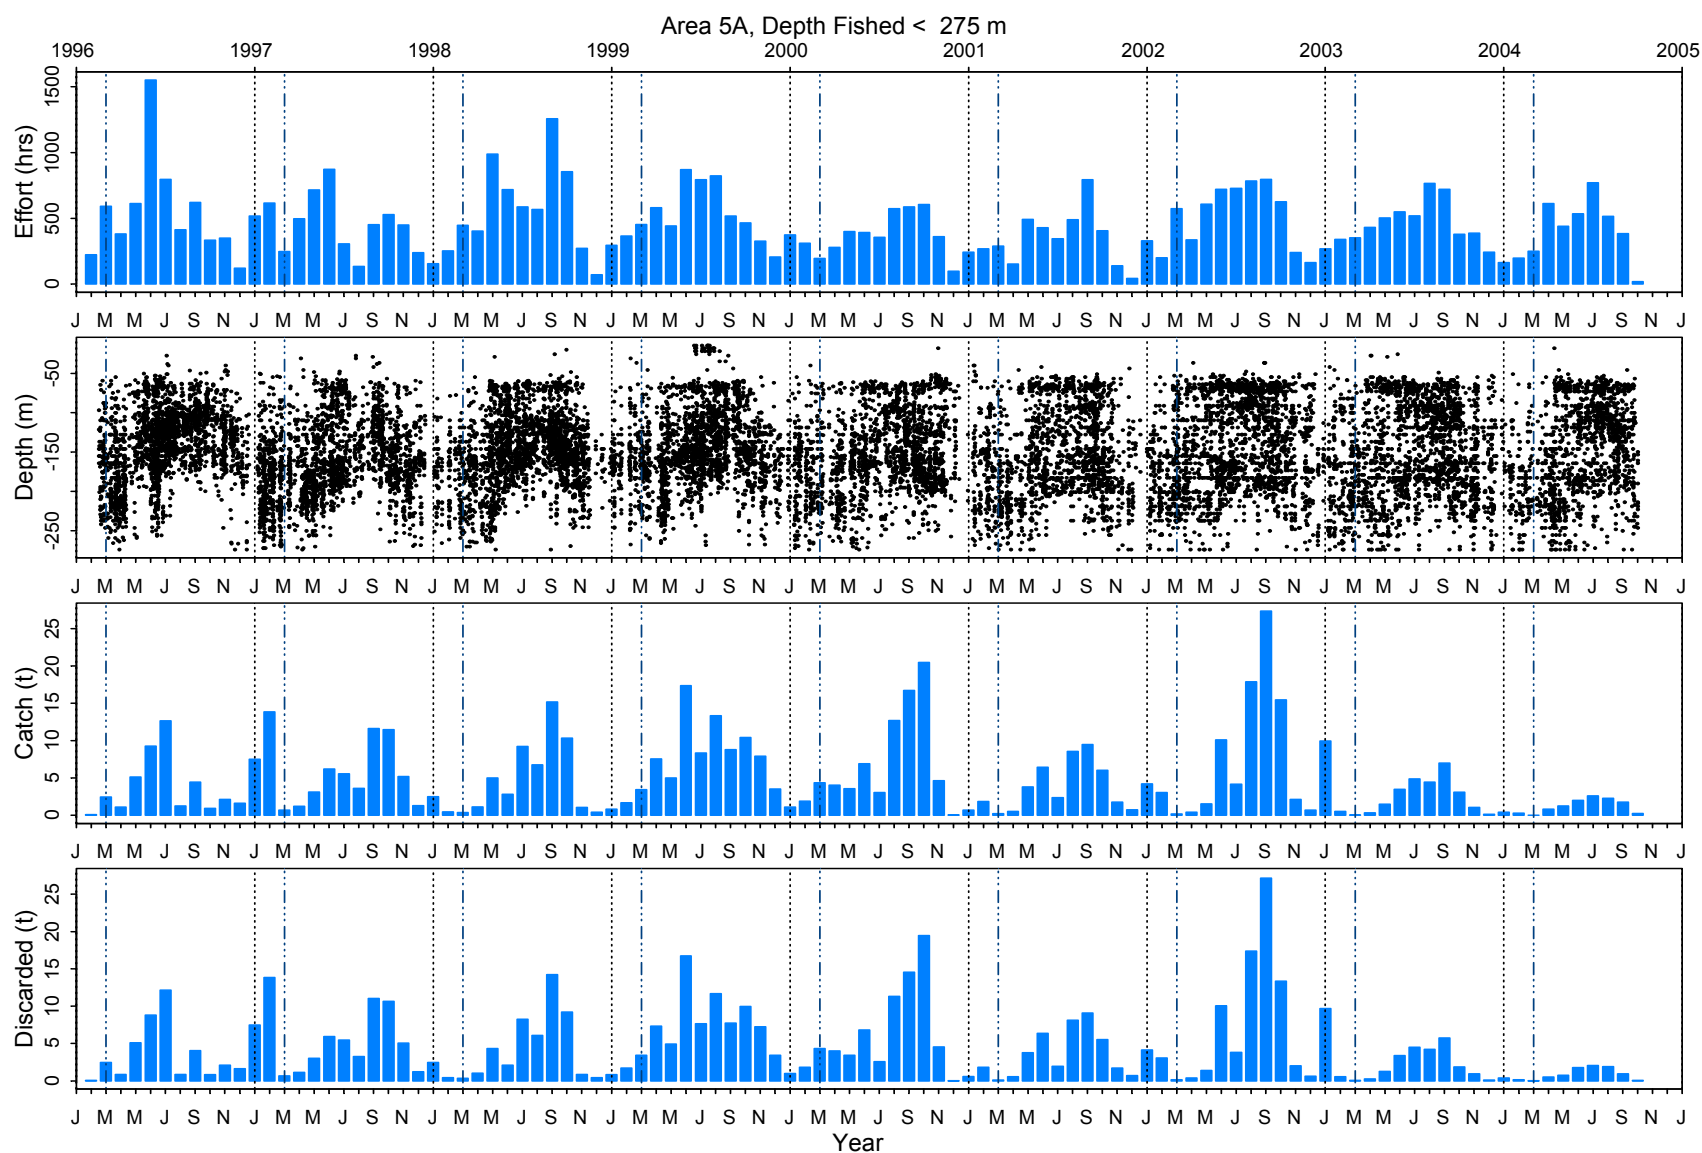 Area 5A, Depth Fished < 275 m
1996 1997 1998 1999 2000 2001 2002 2003 2004 2005
Effort (hrs)
0 500 1000 1500
J M M J S N J M M J S N J M M J S N J M M J S N J M M J S N J M M J S N J M M J S N J M M J S N J M M J S N J
Depth (m)
-250 -150 -50
J M M J S N J M M J S N J M M J S N J M M J S N J M M J S N J M M J S N J M M J S N J M M J S N J M M J S N J
Catch (t)
0 5 10 15 20 25
J M M J S N J M M J S N J M M J S N J M M J S N J M M J S N J M M J S N J M M J S N J M M J S N J M M J S N J
Discarded (t)
0 5 10 15 20 25
J M M J S N J M M J S N J M M J S N J M M J S N J M M J S N J M M J S N J M M J S N J M M J S N J M M J S N J
Year